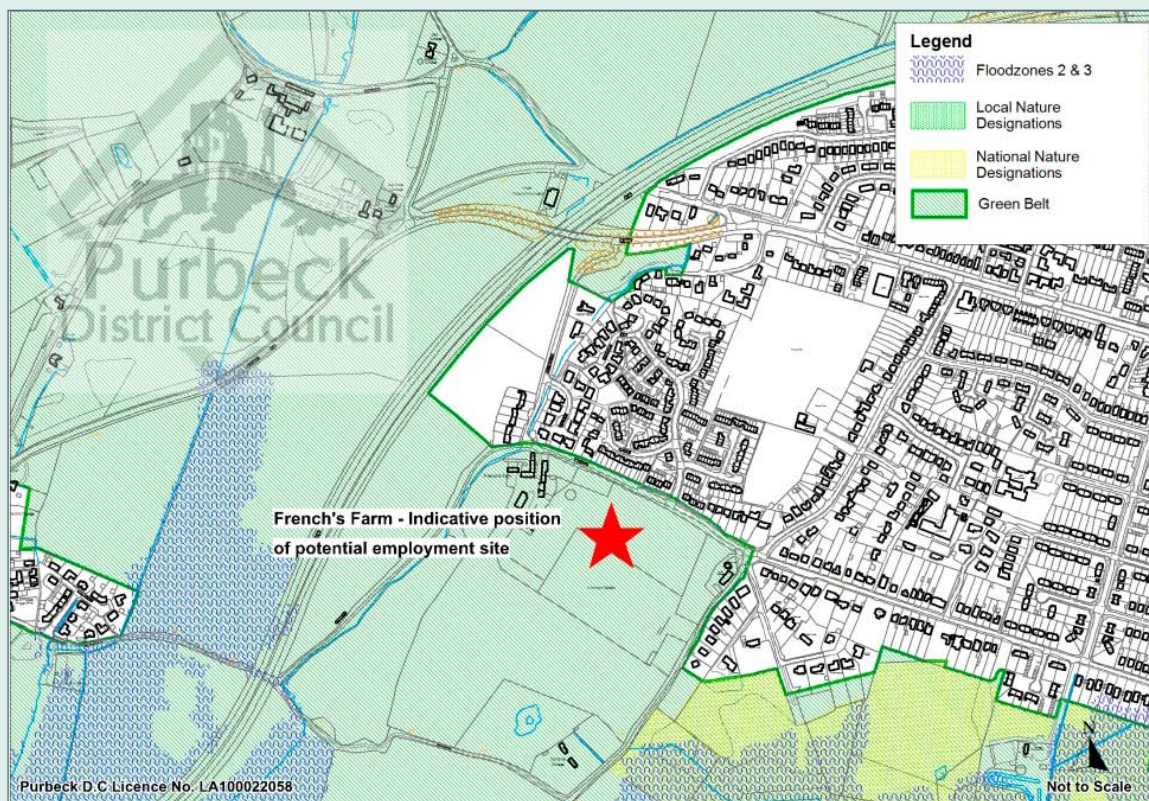 Legend
Floodzones 2 & 3
Local Nature
Designations
National Nature
Designations
Green Belt
Purbeck
District Council
French's Farm - Indicative position
of potential employment site
N
Purbeck D.C Licence No. LA100022058
Not to Scale